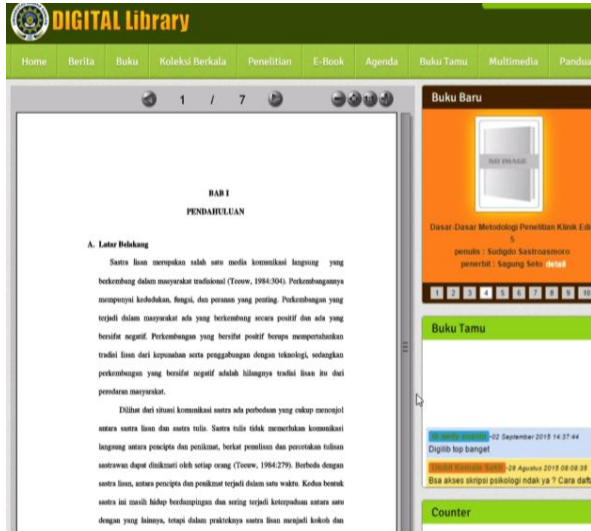 DIGITAL Library
Home Berita Buku Koleksi Berkala Penelitian E-Book Agenda Buku Tamu Multimedia Pandua
1 / 7
BAB I
PENDAHULUAN
A. Latar Belakang
Sastra lisan merupakan salah satu media komunikasi langsung yang
berkembang dalam masyarakat tradisional (Teeuw, 1984:304). Perkembangannya
mempunyai kedudukan, fungsi, dan peranan yang penting. Perkembangan yang
terjadi dalam masyarakat ada yang berkembang secara positif dan ada yang
bersifat negatif. Perkembangan yang bersifat positif berupa mempertahankan
tradisi lisan dari kepunahan serta penggabungan dengan teknologi, sedangkan
perkembangan yang bersifat negatif adalah hilangnya tradisi lisan itu dari
peredaran masyarakat.
Dilihat dari situasi komunikasi sastra ada perbedaan yang cukup menonjol
antara sastra lisan dan sastra tulis. Sastra tulis tidak memerlukan komunikasi
langsung antara pencipta dan penikmat, berkat penulisan dan percetakan tulisan
sastrawan dapat dinikmati oleh setiap orang (Teeuw, 1984:279). Berbeda dengan
sastra lisan, antara pencipta dan penikmat terjadi dalam satu waktu. Kedua bentuk
sastra ini masih hidup berdampingan dan sering terjadi keterpaduan antara satu
dengan yang lainnya, tetapi dalam prakteknya sastra lisan menjadi kokoh dan
Buku Baru
NO IMAGE
Dasar-Dasar Metodologi Penelitian Klinik Edi
5
penulis : Sudigdo Sastroasmoro
penerbit : Sagung Seto detail
1 2 3 4 5 6 7 8 9 10
Buku Tamu
-02 September 2015 14:37:44
Digilib top banget
-28 Agustus 2015 08:08:35
Bsa akses skripsi psikologi ndak ya ? Cara dafta
Counter